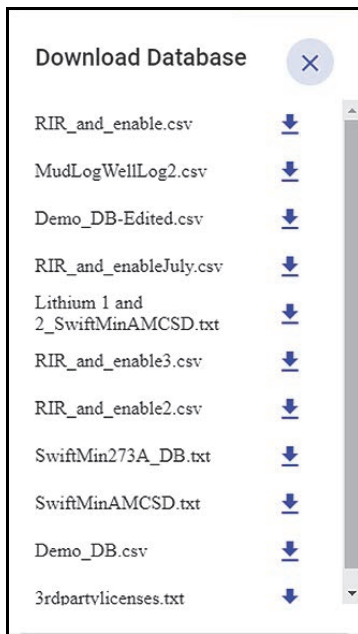 Download Database
RIR_and_enable.csv
MudLogWellLog2.csv
Demo_DB-Edited.csv
RIR_and_enableJuly.csv
Lithium 1 and
2_SwiftMinAMCSD.txt
RIR_and_enable3.csv
RIR_and_enable2.csv
SwiftMin273A_DB.txt
SwiftMinAMCSD.txt
Demo_DB.csv
3rdpartylicenses.txt